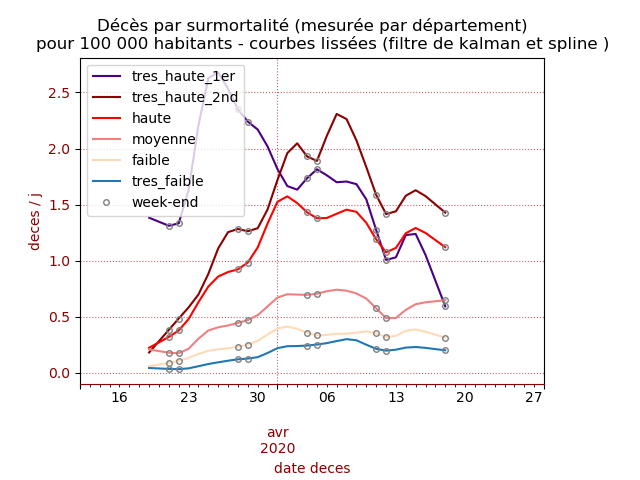 Décès par surmortalité (mesurée par département)
pour 100 000 habitants - courbes lissées (filtre de kalman et spline )
tres_haute_1er
tres_haute_2nd
haute
moyenne
faible
tres_faible
week-end
2.5
2.0
1.5
1.0
0.5
0.0
deces / j
16 23 30 06 13 20 27
avr
2020
date deces